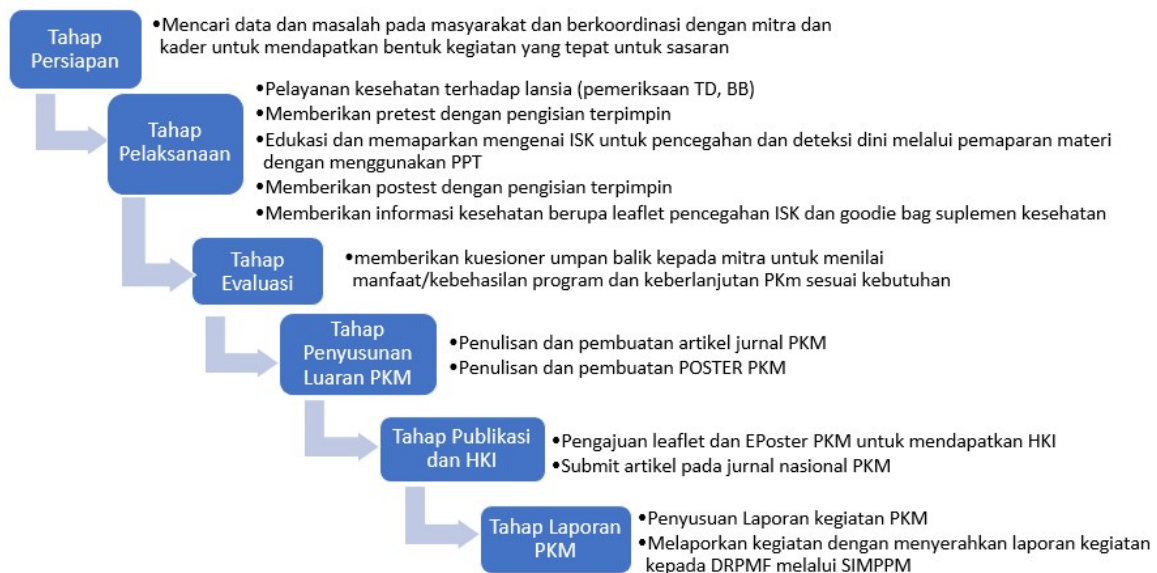 Tahap
Persiapan
•Mencari data dan masalah pada masyarakat dan berkoordinasi dengan mitra dan
kader untuk mendapatkan bentuk kegiatan yang tepat untuk sasaran
Tahap
Pelaksanaan
•Pelayanan kesehatan terhadap lansia (pemeriksaan TD, BB)
•Memberikan pretest dengan pengisian terpimpin
•Edukasi dan memaparkan mengenai ISK untuk pencegahan dan deteksi dini melalui pemaparan materi
dengan menggunakan PPT
•Memberikan postest dengan pengisian terpimpin
•Memberikan informasi kesehatan berupa leaflet pencegahan ISK dan goodie bag suplemen kesehatan
Tahap
Evaluasi
•memberikan kuesioner umpan balik kepada mitra untuk menilai
manfaat/kebehasilan program dan keberlanjutan PKm sesuai kebutuhan
Tahap
Penyusunan
Luaran PKM
•Penulisan dan pembuatan artikel jurnal PKM
•Penulisan dan pembuatan POSTER PKM
Tahap Publikasi
dan HKI
•Pengajuan leaflet dan EPoster PKM untuk mendapatkan HKI
•Submit artikel pada jurnal nasional PKM
Tahap Laporan
PKM
•Penyusuan Laporan kegiatan PKM
•Melaporkan kegiatan dengan menyerahkan laporan kegiatan
kepada DRPMF melalui SIMPPM